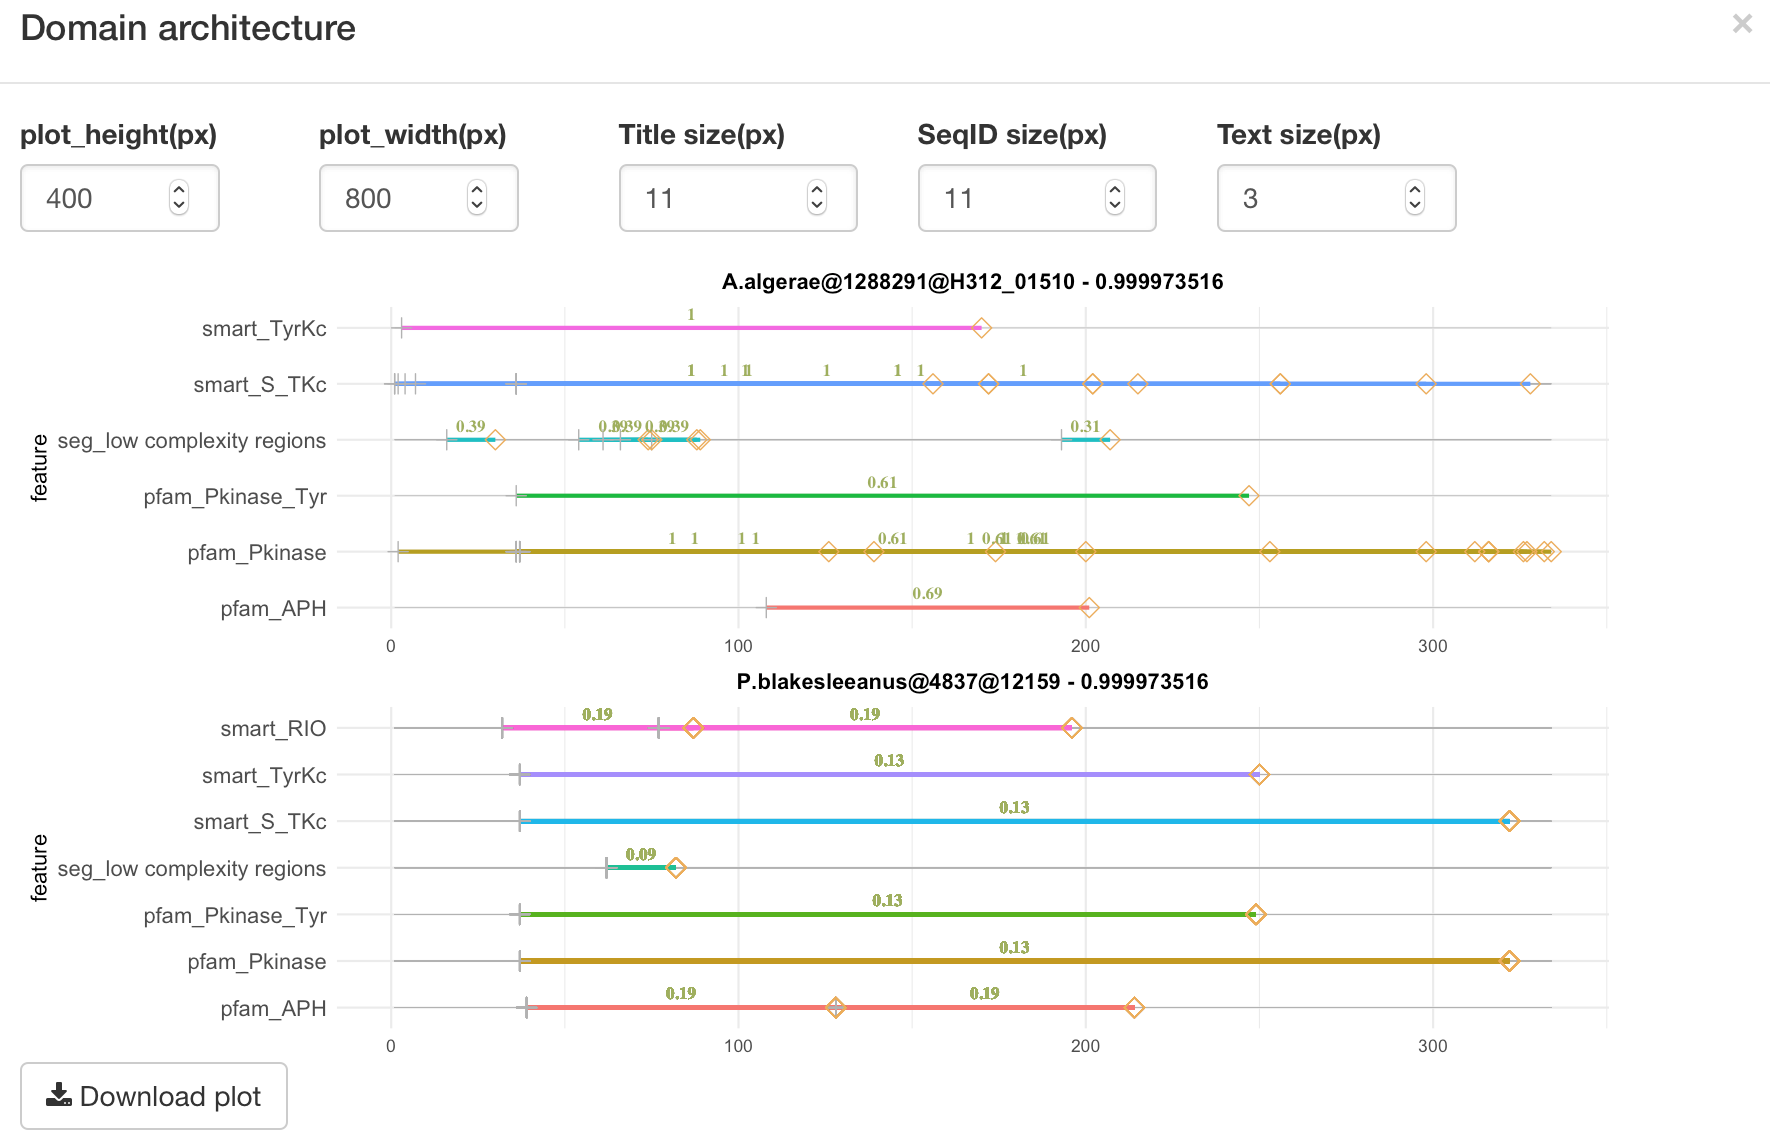 Domain architecture ×
plot_height(px) plot_width(px) Title size(px) SeqID size(px) Text size(px)
400 800 11 11 3
A.algerae@1288291@H312_01510 - 0.999973516
feature
smart_TyrKc 1
smart_S_TKc 1 1 1 1 1 1 1 1
seg_low complexity regions 0.39 0.39 0.39 0.31
pfam_Pkinase_Tyr 0.61
pfam_Pkinase 1 1 1 1 0.61 1
pfam_APH 0.69
0 100 200 300
P.blakesleeanus@4837@12159 - 0.999973516
feature
smart_RIO 0.19 0.19
smart_TyrKc 0.13
smart_S_TKc 0.13
seg_low complexity regions 0.09
pfam_Pkinase_Tyr 0.13
pfam_Pkinase 0.13
pfam_APH 0.19 0.19
0 100 200 300
Download plot